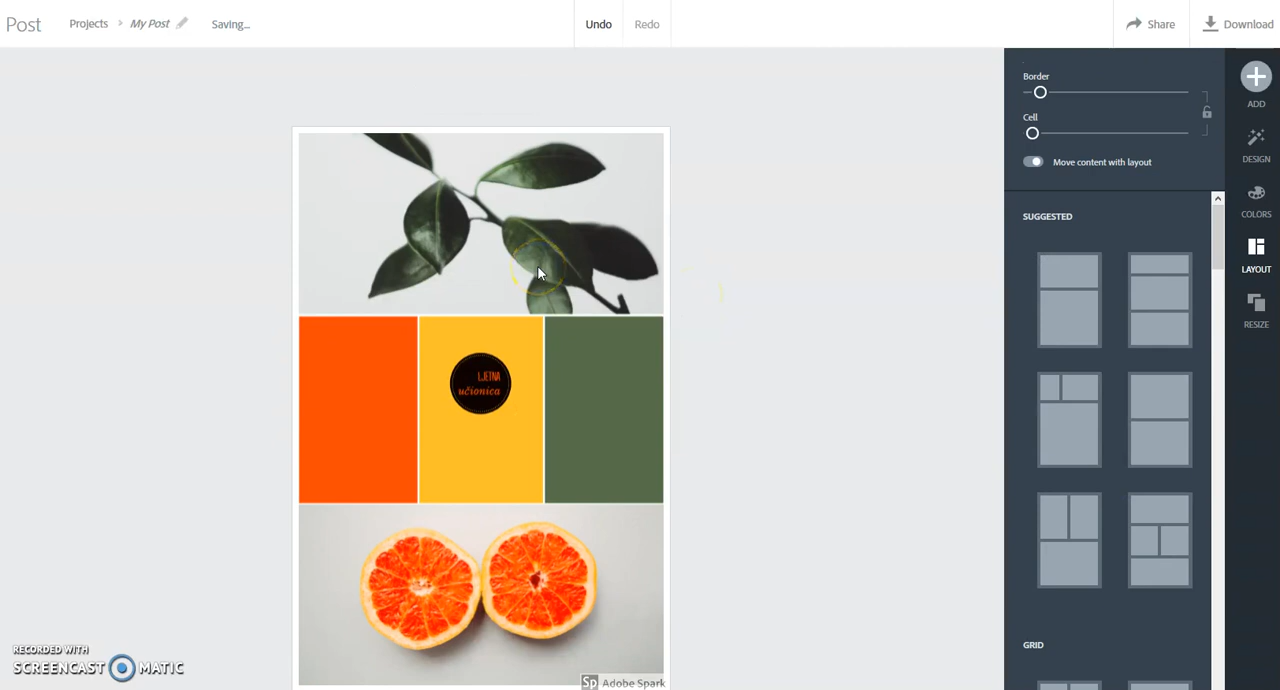 Post
Projects > My Post
Saving...
Undo
Redo
Share
Download
Border
Cell
Move content with layout
SUGGESTED
GRID
ADD
DESIGN
COLORS
LAYOUT
RESIZE
LJETNA
učionica
Sp Adobe Spark
RECORDED WITH
SCREENCAST MATIC